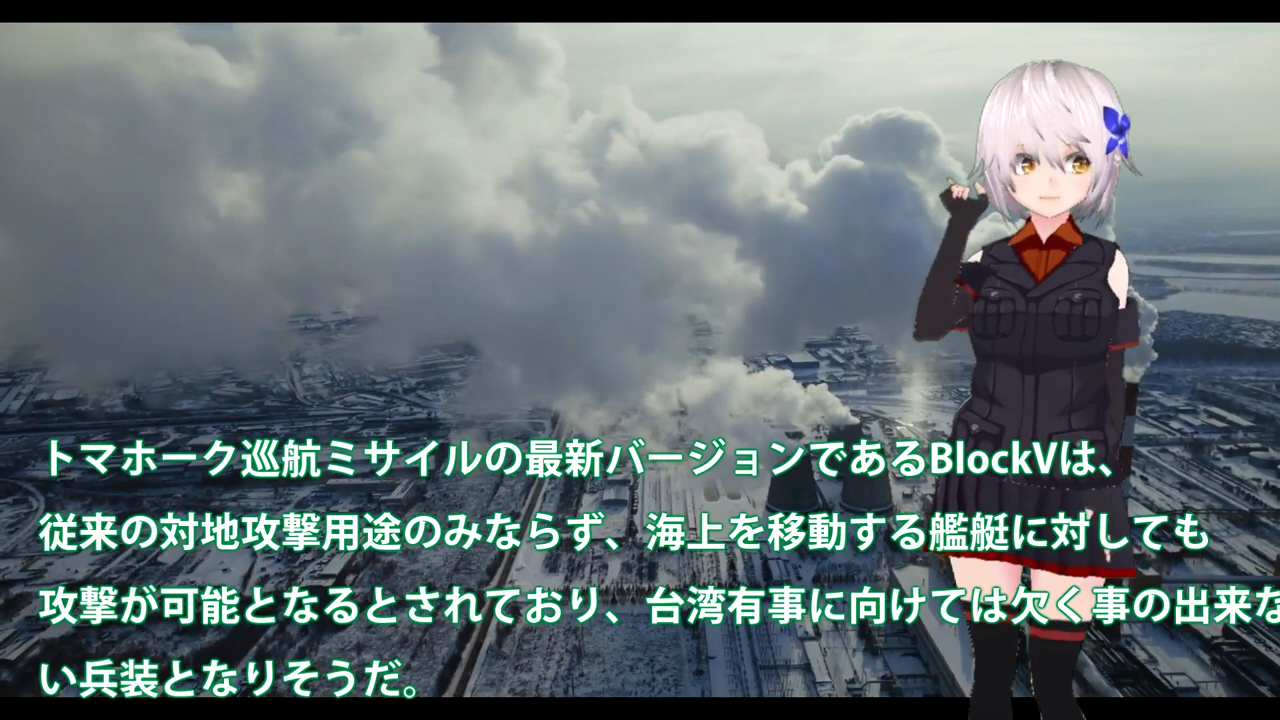 トマホーク巡航ミサイルの最新バージョンであるBlockVは、
従来の対地攻撃用途のみならず、海上を移動する艦艇に対しても
攻撃が可能となるとされており、台湾有事に向けては欠く事の出来な
い兵装となりそうだ。